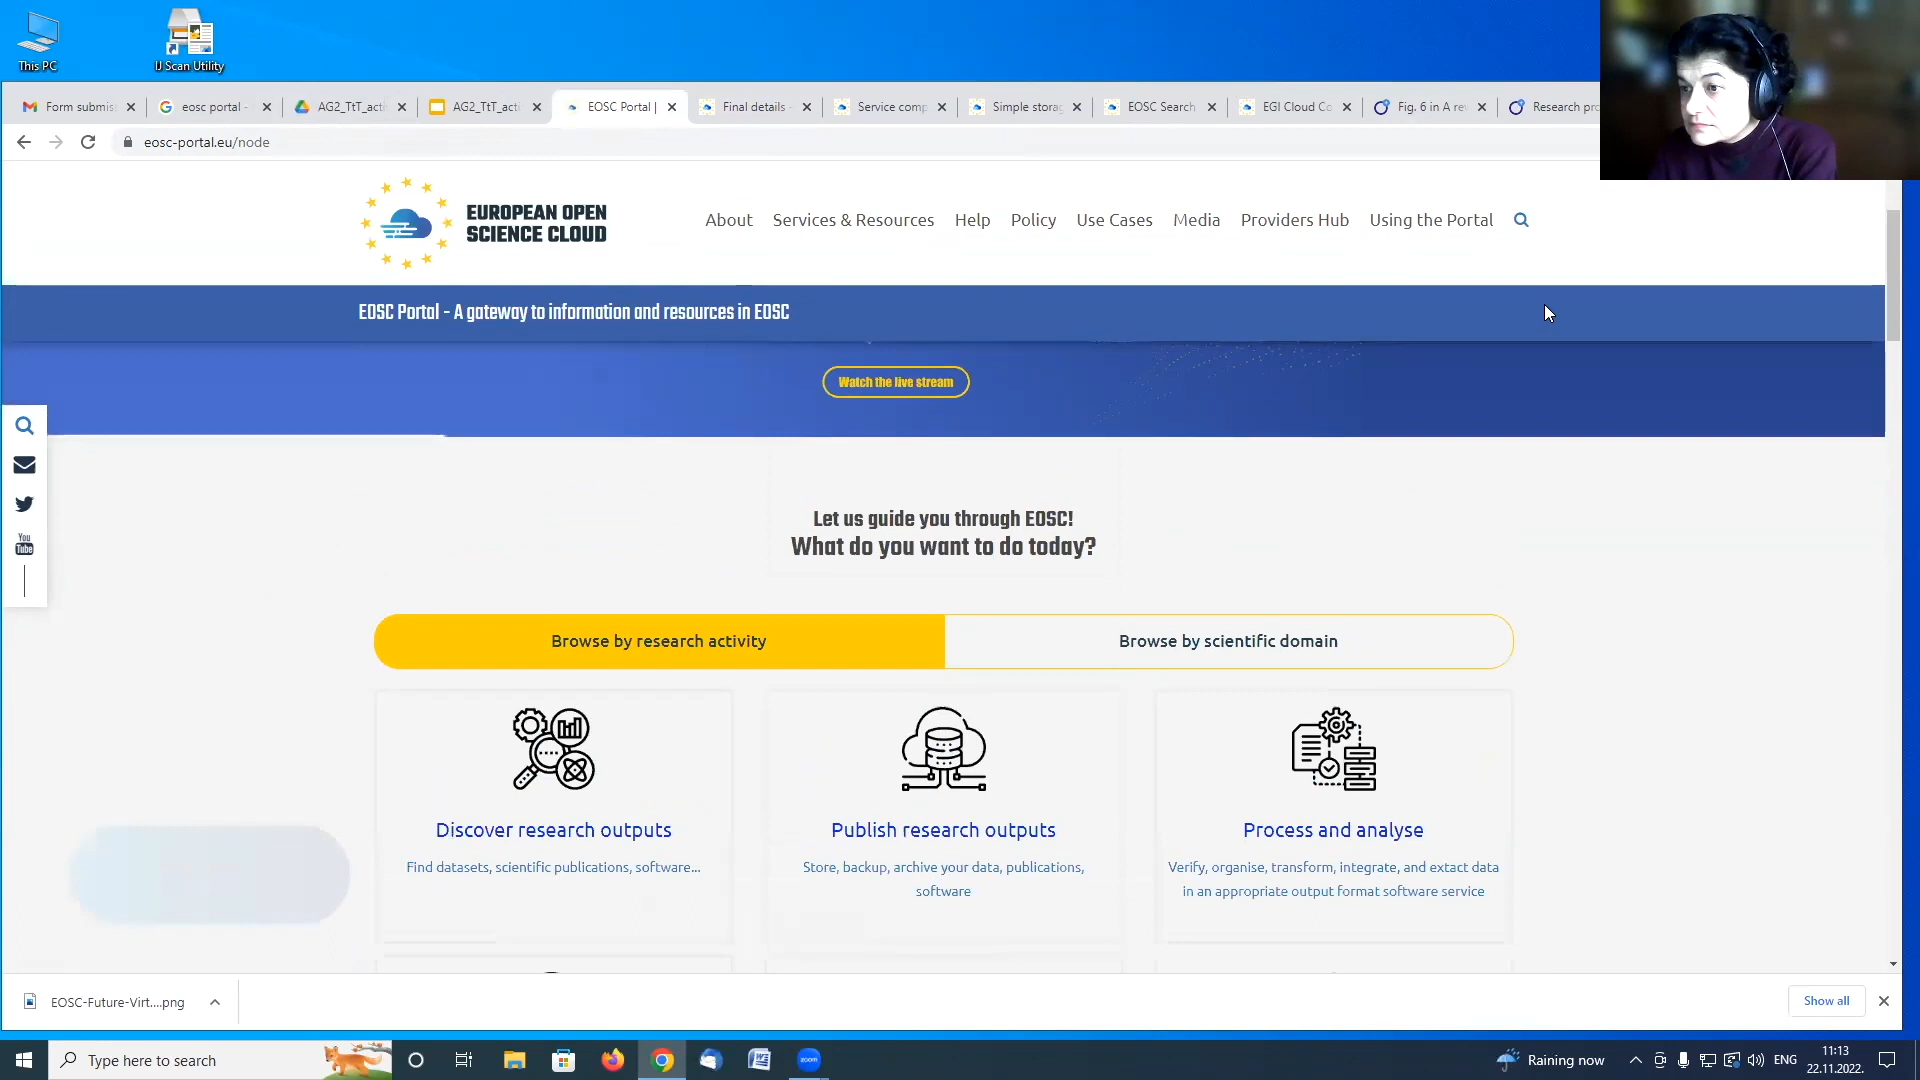 This PC
IJ Scan Utility
Form submis
eosc portal -
AG2_TtT_acti
AG2_TtT_acti
EOSC Portal |
Final details -
Service comp
Simple storag
EOSC Search
EGI Cloud Co
Fig. 6 in A re
Research pr
eosc-portal.eu/node
EUROPEAN OPEN
SCIENCE CLOUD
About
Services & Resources
Help
Policy
Use Cases
Media
Providers Hub
Using the Portal
EOSC Portal - A gateway to information and resources in EOSC
Watch the live stream
You
Tube
Let us guide you through EOSC!
What do you want to do today?
Browse by research activity
Browse by scientific domain
Discover research outputs
Find datasets, scientific publications, software...
Publish research outputs
Store, backup, archive your data, publications,
software
Process and analyse
Verify, organise, transform, integrate, and extact data
in an appropriate output format software service
EOSC-Future-Virt....png
Show all
Type here to search
zoom
Raining now
ENG
11:13
22.11.2022.